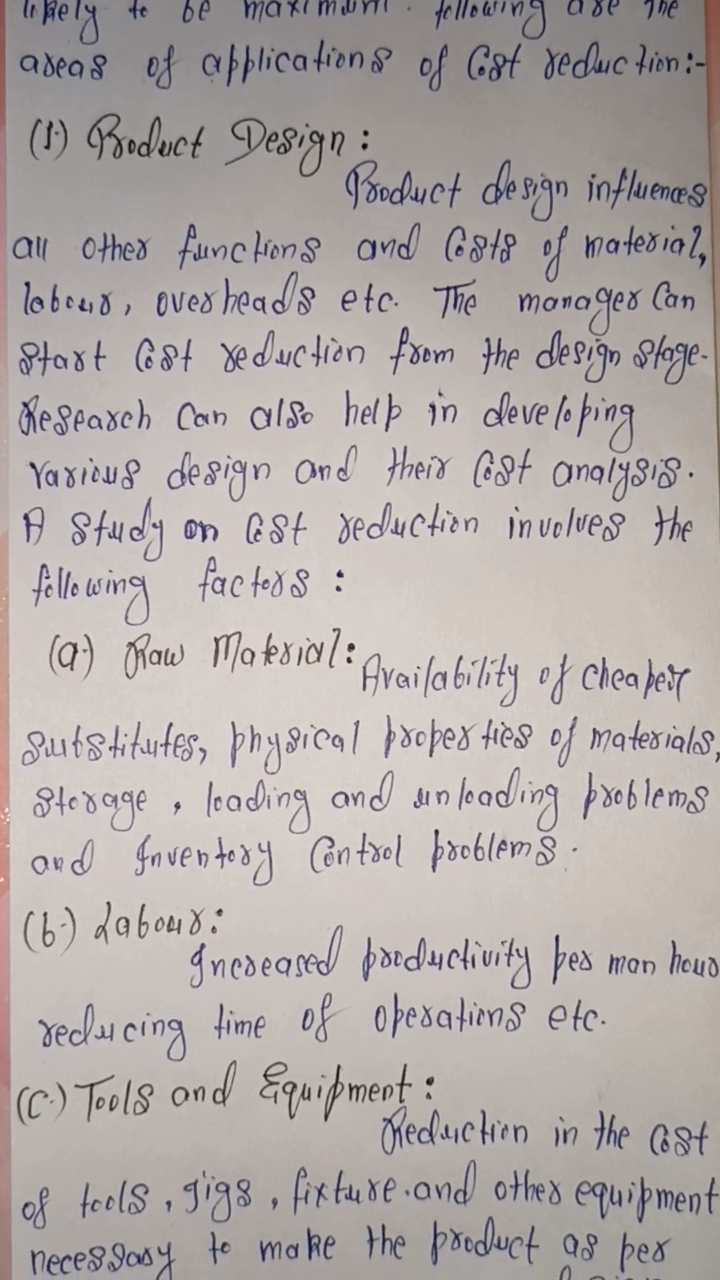 likely to be maximum. following are the
areas of applications of Cost reduction:-
(1.) Product Design:
Product design influences
all other functions and Costs of material,
labour, overheads etc. The manager Can
start Cost reduction from the design stage.
Research Can also help in developing
various design and their Cost analysis.
A study on Cost reduction involves the
following factors:
(a.) Raw Material:
Availability of cheaper
substitutes, physical properties of materials,
storage, loading and unloading problems
and Inventory Control problems.
(b.) Labour:
Increased productivity per man hour
reducing time of operations etc.
(C.) Tools and Equipment:
Reduction in the Cost
of tools, jigs, fixture.and other equipment
necessary to make the product as per